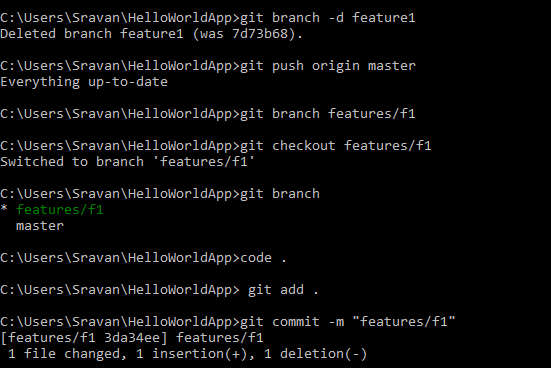 C:\Users\Sravan\HelloWorldApp>git branch -d feature1
Deleted branch feature1 (was 7d73b68).
C:\Users\Sravan\HelloWorldApp>git push origin master
Everything up-to-date
C:\Users\Sravan\HelloWorldApp>git branch features/f1
C:\Users\Sravan\HelloWorldApp>git checkout features/f1
Switched to branch 'features/f1'
C:\Users\Sravan\HelloWorldApp>git branch
* features/f1
  master
C:\Users\Sravan\HelloWorldApp>code .
C:\Users\Sravan\HelloWorldApp> git add .
C:\Users\Sravan\HelloWorldApp>git commit -m "features/f1"
[features/f1 3da34ee] features/f1
 1 file changed, 1 insertion(+), 1 deletion(-)